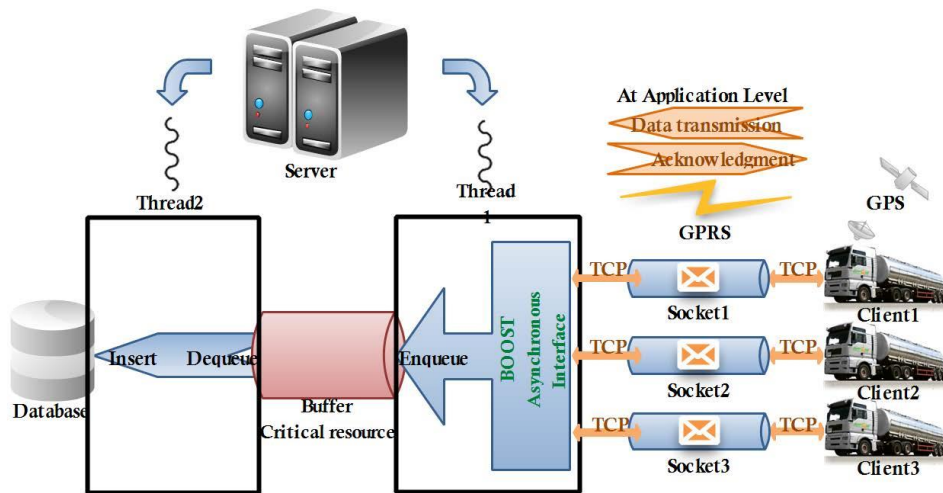 At Application Level
Data transmission
Acknowledgment
Server
Thread2
Thread
1
GPRS
GPS
TCP
TCP
Socket1
Client1
Insert
Dequeue
Enqueue
BOOST
Asynchronous
Interface
TCP
TCP
Socket2
Client2
Database
Buffer
Critical resource
TCP
TCP
Socket3
Client3